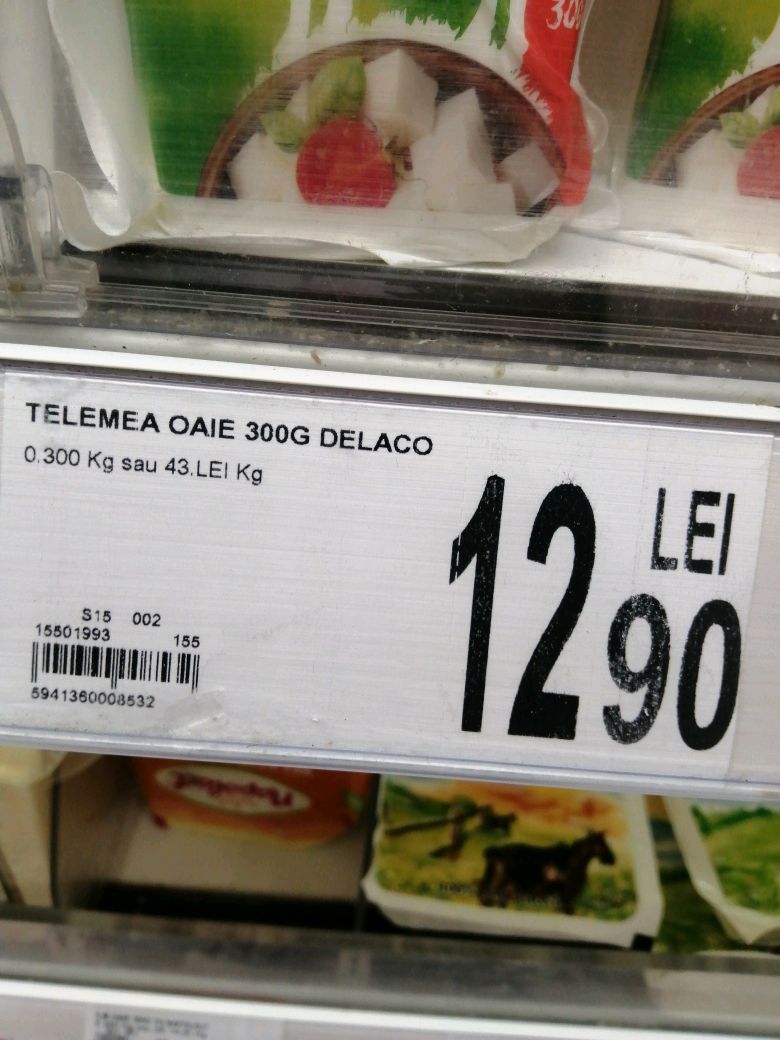 30
TELEMEA OAIE 300G DELACO
0.300 Kg sau 43.LEI Kg
12 90 LEI
S15 002
15501993 155
5941360008532